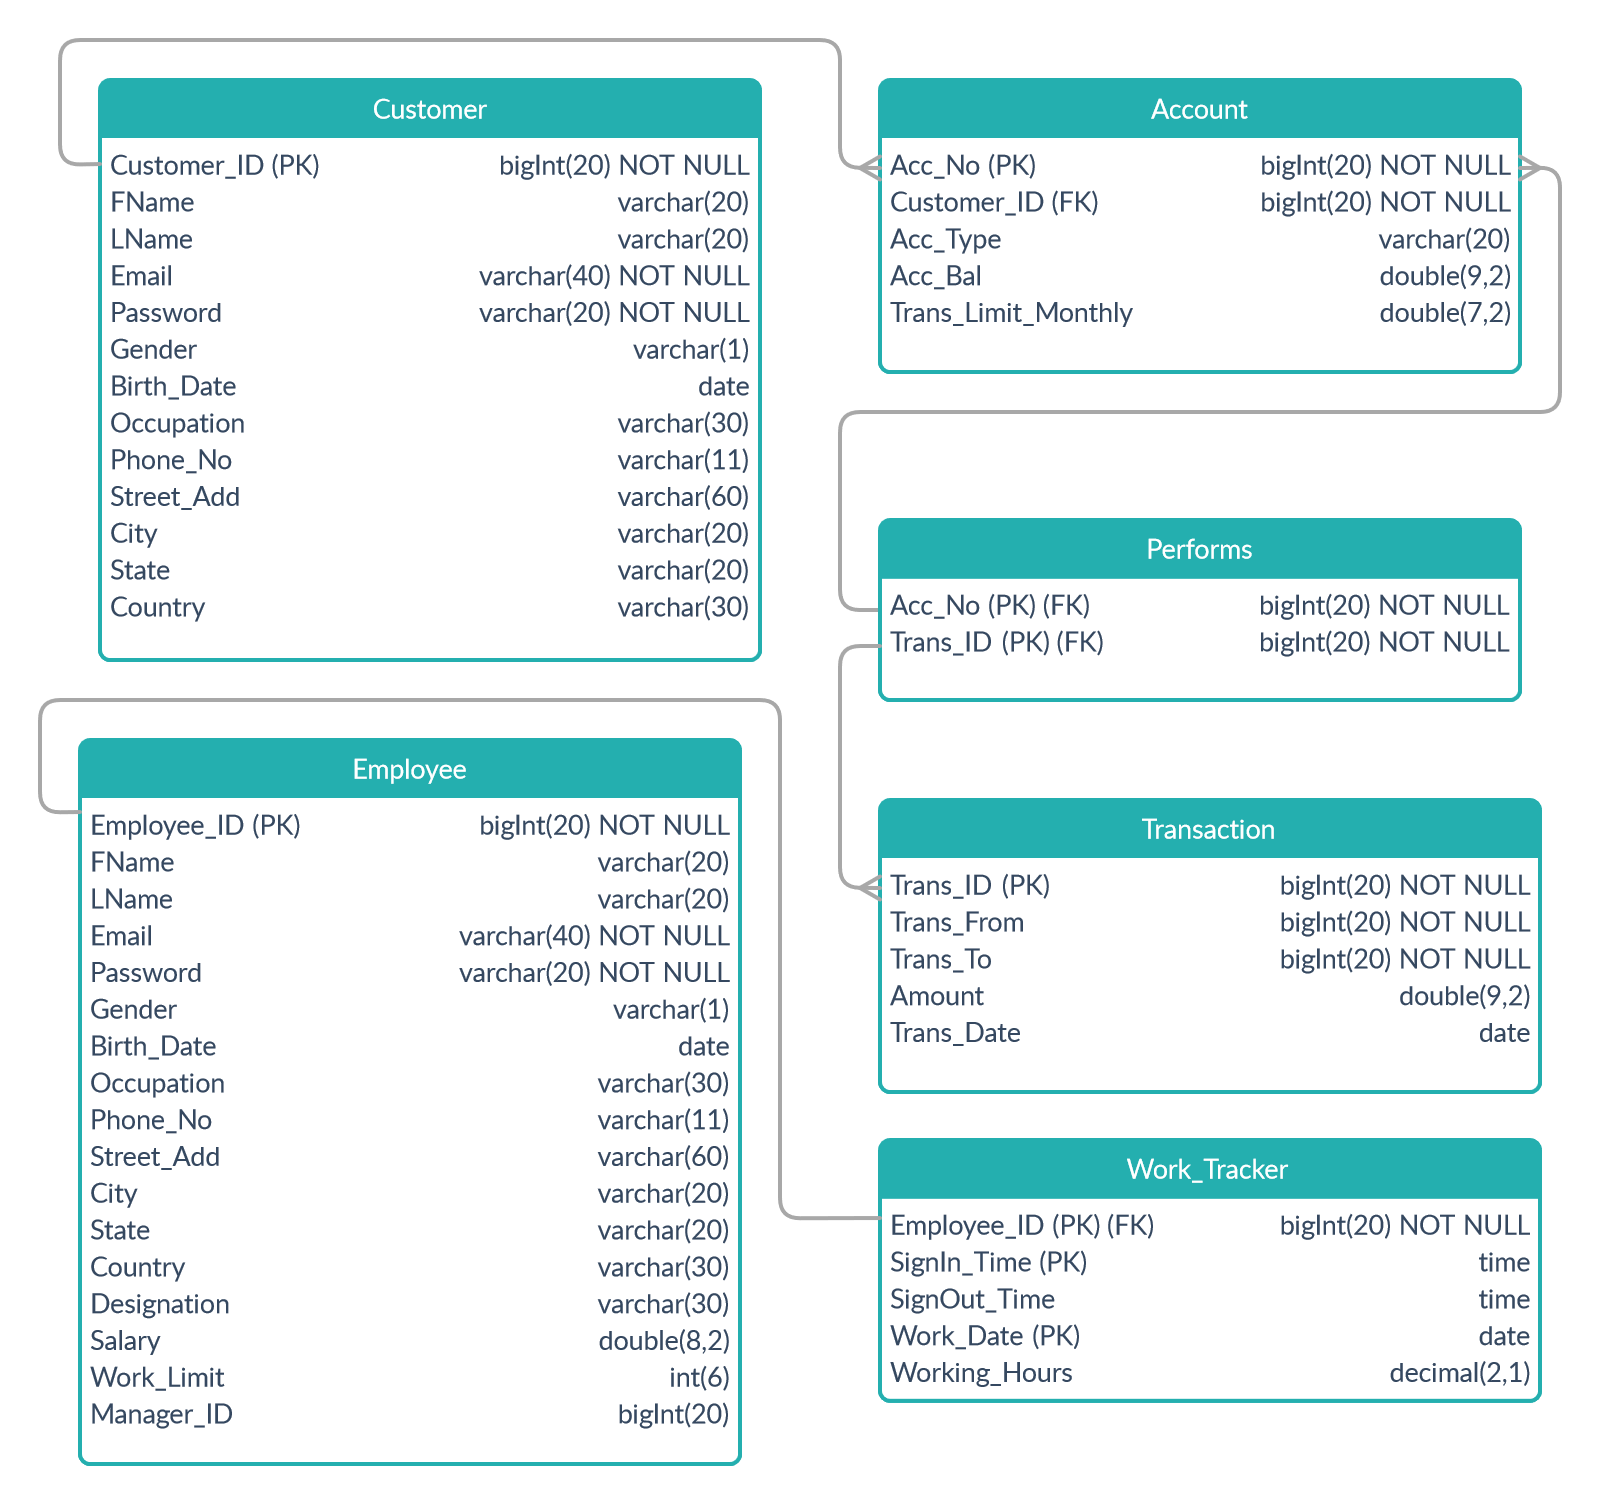 Customer
Customer_ID (PK) bigInt(20) NOT NULL
FName varchar(20)
LName varchar(20)
Email varchar(40) NOT NULL
Password varchar(20) NOT NULL
Gender varchar(1)
Birth_Date date
Occupation varchar(30)
Phone_No varchar(11)
Street_Add varchar(60)
City varchar(20)
State varchar(20)
Country varchar(30)
Account
Acc_No (PK) bigInt(20) NOT NULL
Customer_ID (FK) bigInt(20) NOT NULL
Acc_Type varchar(20)
Acc_Bal double(9,2)
Trans_Limit_Monthly double(7,2)
Performs
Acc_No (PK) (FK) bigInt(20) NOT NULL
Trans_ID (PK) (FK) bigInt(20) NOT NULL
Employee
Employee_ID (PK) bigInt(20) NOT NULL
FName varchar(20)
LName varchar(20)
Email varchar(40) NOT NULL
Password varchar(20) NOT NULL
Gender varchar(1)
Birth_Date date
Occupation varchar(30)
Phone_No varchar(11)
Street_Add varchar(60)
City varchar(20)
State varchar(20)
Country varchar(30)
Designation varchar(30)
Salary double(8,2)
Work_Limit int(6)
Manager_ID bigInt(20)
Transaction
Trans_ID (PK) bigInt(20) NOT NULL
Trans_From bigInt(20) NOT NULL
Trans_To bigInt(20) NOT NULL
Amount double(9,2)
Trans_Date date
Work_Tracker
Employee_ID (PK) (FK) bigInt(20) NOT NULL
SignIn_Time (PK) time
SignOut_Time time
Work_Date (PK) date
Working_Hours decimal(2,1)